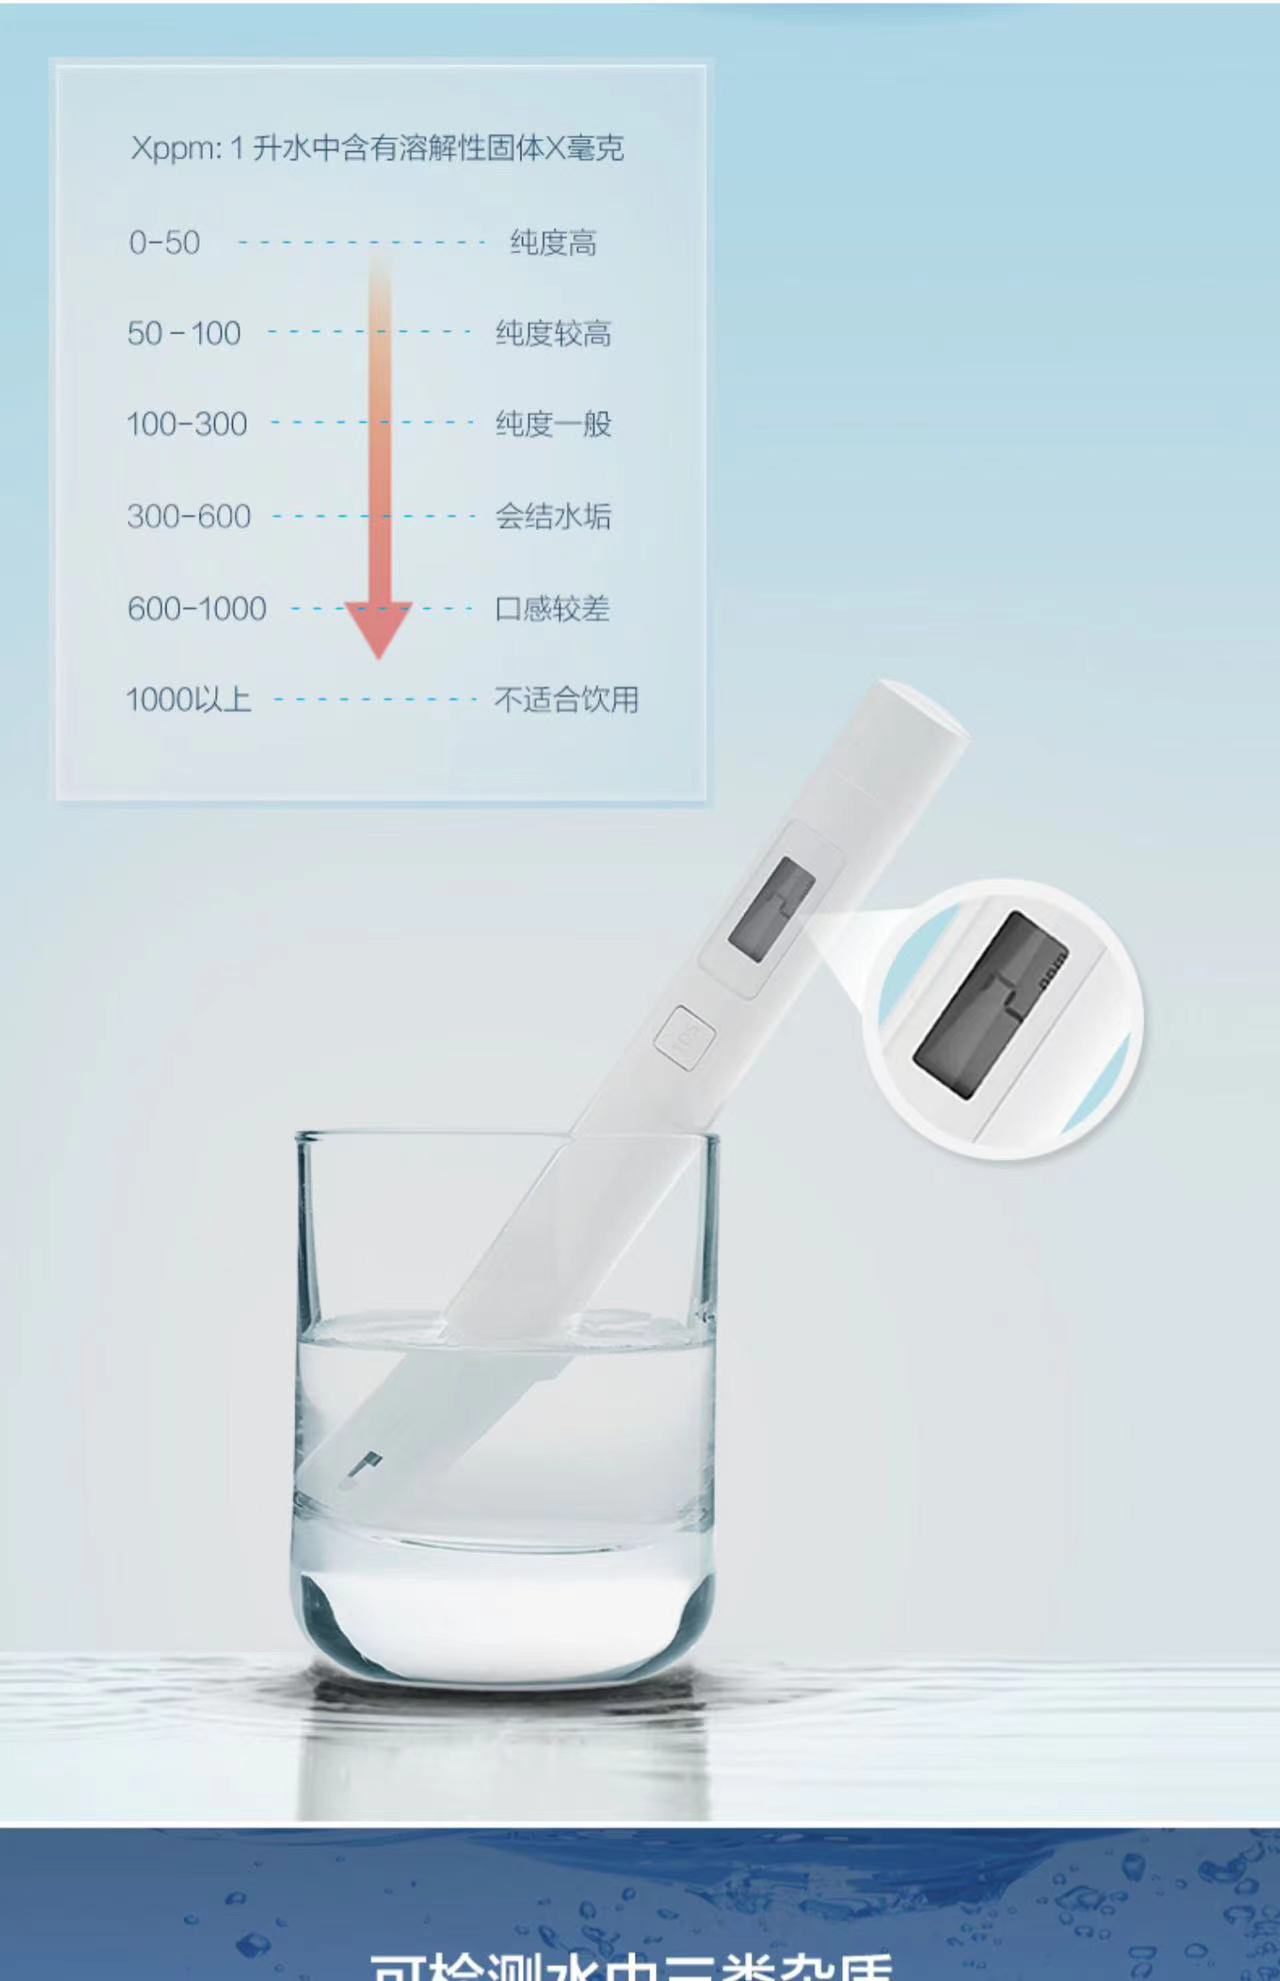 Xppm: 1 升水中含有溶解性固体X毫克
0-50 纯度高
50-100 纯度较高
100-300 纯度一般
300-600 会结水垢
600-1000 口感较差
1000以上 不适合饮用
ppm
可检测水中三类杂质